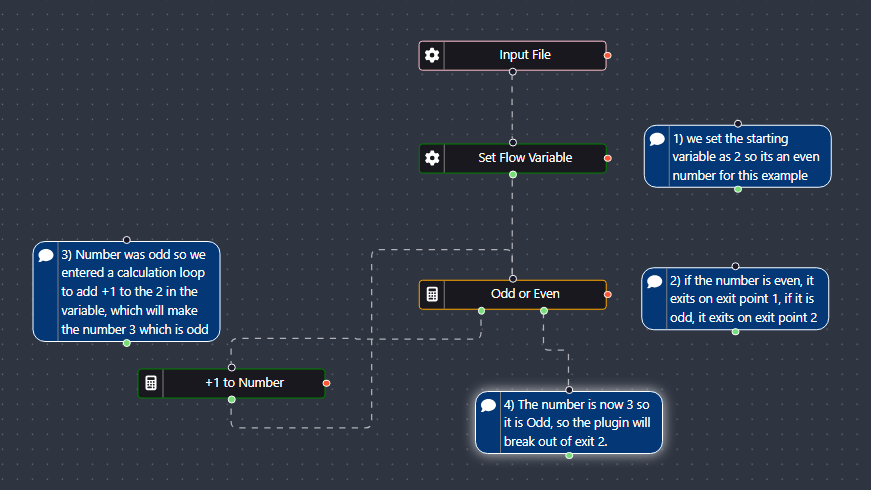 Input File
Set Flow Variable
1) we set the starting
variable as 2 so its an even
number for this example
3) Number was odd so we
entered a calculation loop
to add +1 to the 2 in the
variable, which will make
the number 3 which is odd
Odd or Even
2) if the number is even, it
exits on exit point 1, if it is
odd, it exits on exit point 2
+1 to Number
4) The number is now 3 so
it is Odd, so the plugin will
break out of exit 2.